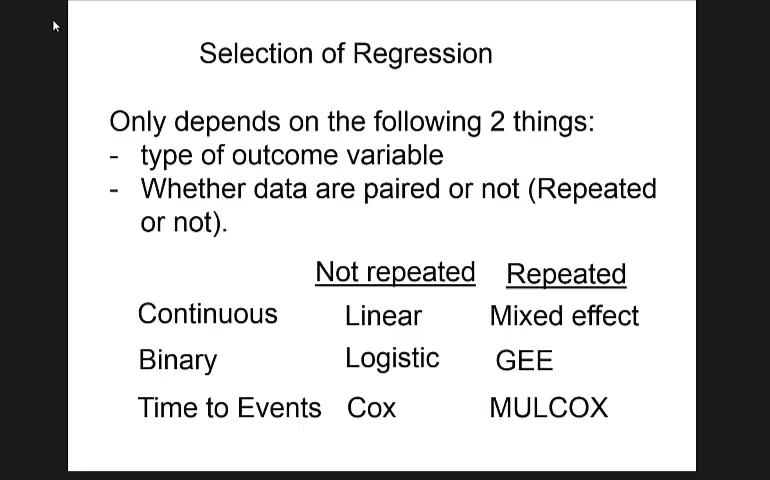 Selection of Regression
Only depends on the following 2 things:
- type of outcome variable
- Whether data are paired or not (Repeated
or not).
Not repeated Repeated
Continuous Linear Mixed effect
Binary Logistic GEE
Time to Events Cox MULCOX